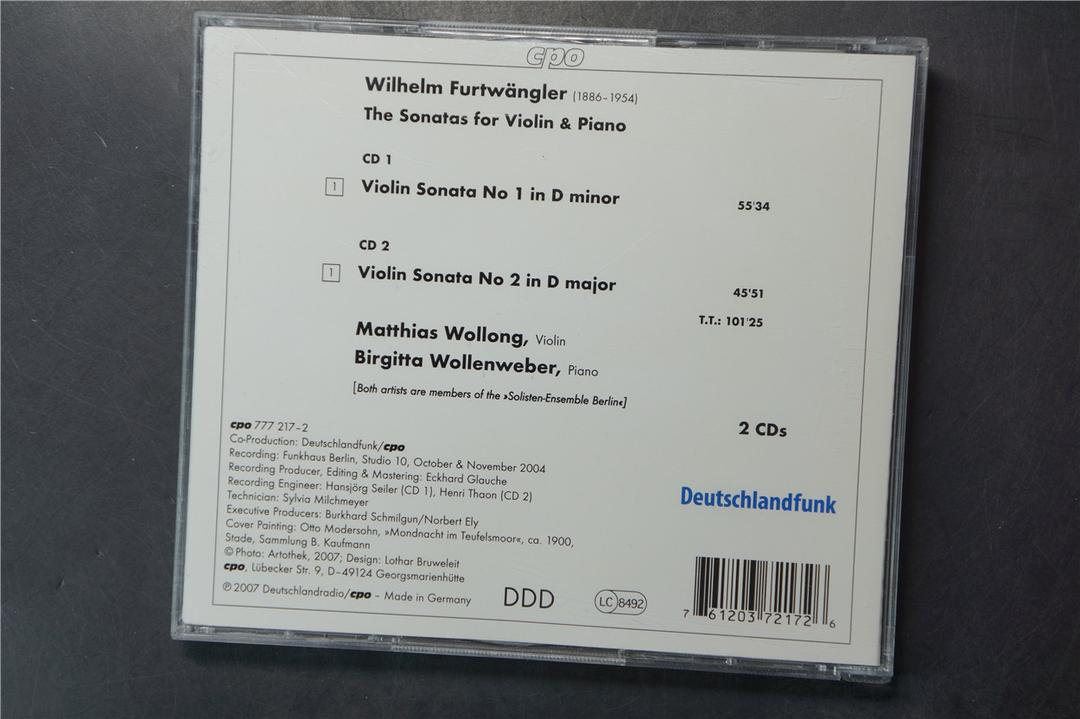 cpo
Wilhelm Furtwängler (1886–1954)
The Sonatas for Violin & Piano
CD 1
1 Violin Sonata No 1 in D minor 55'34
CD 2
1 Violin Sonata No 2 in D major 45'51
T.T.: 101'25
Matthias Wollong, Violin
Birgitta Wollenweber, Piano
[Both artists are members of the »Solisten-Ensemble Berlin«]
2 CDs
cpo 777 217–2
Co-Production: Deutschlandfunk/cpo
Recording: Funkhaus Berlin, Studio 10, October & November 2004
Recording Producer, Editing & Mastering: Eckhard Glauche
Recording Engineer: Hansjörg Seiler (CD 1), Henri Thaon (CD 2)
Technician: Sylvia Milchmeyer
Executive Producers: Burkhard Schmilgun/Norbert Ely
Cover Painting: Otto Modersohn, »Mondnacht im Teufelsmoor«, ca. 1900,
Stade, Sammlung B. Kaufmann
© Photo: Artothek, 2007; Design: Lothar Bruweleit
cpo, Lübecker Str. 9, D–49124 Georgsmarienhütte
℗ 2007 Deutschlandradio/cpo – Made in Germany
DDD
LC 8492
Deutschlandfunk
7 61203 72172 6